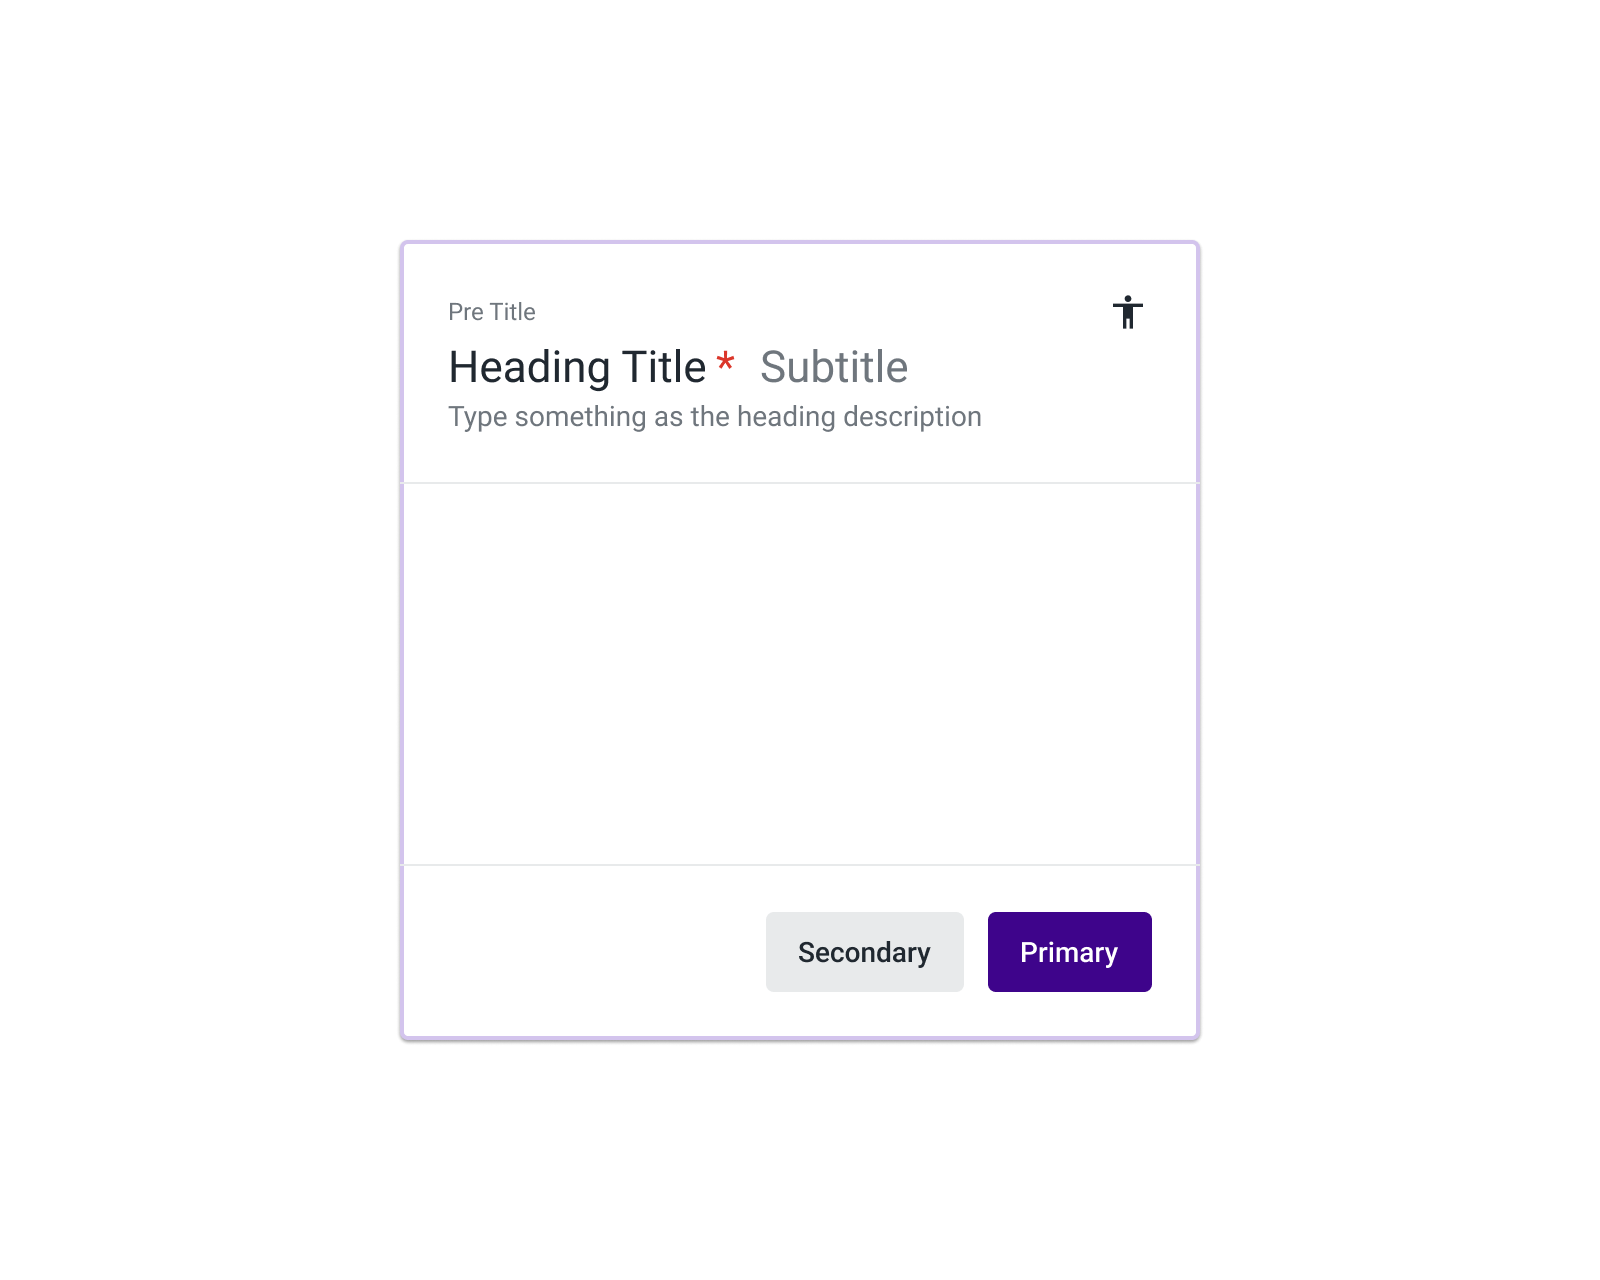 Pre Title
Heading Title * Subtitle
Type something as the heading description
Secondary
Primary